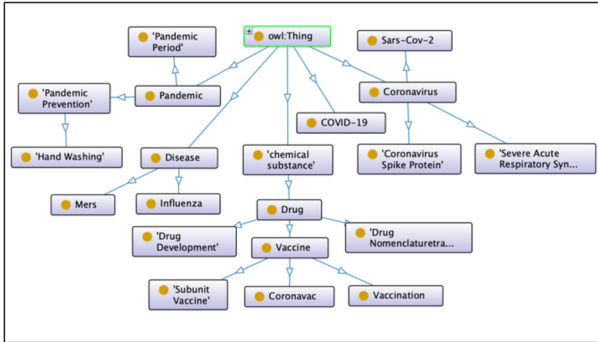 'Pandemic
Period'
owl:Thing
Sars-Cov-2
'Pandemic
Prevention'
Pandemic
Coronavirus
COVID-19
'Hand Washing'
Disease
'chemical
substance'
'Coronavirus
Spike Protein'
'Severe Acute
Respiratory Syn...
Mers
Influenza
Drug
'Drug
Development'
Vaccine
'Drug
Nomenclaturetra...
'Subunit
Vaccine'
Coronavac
Vaccination